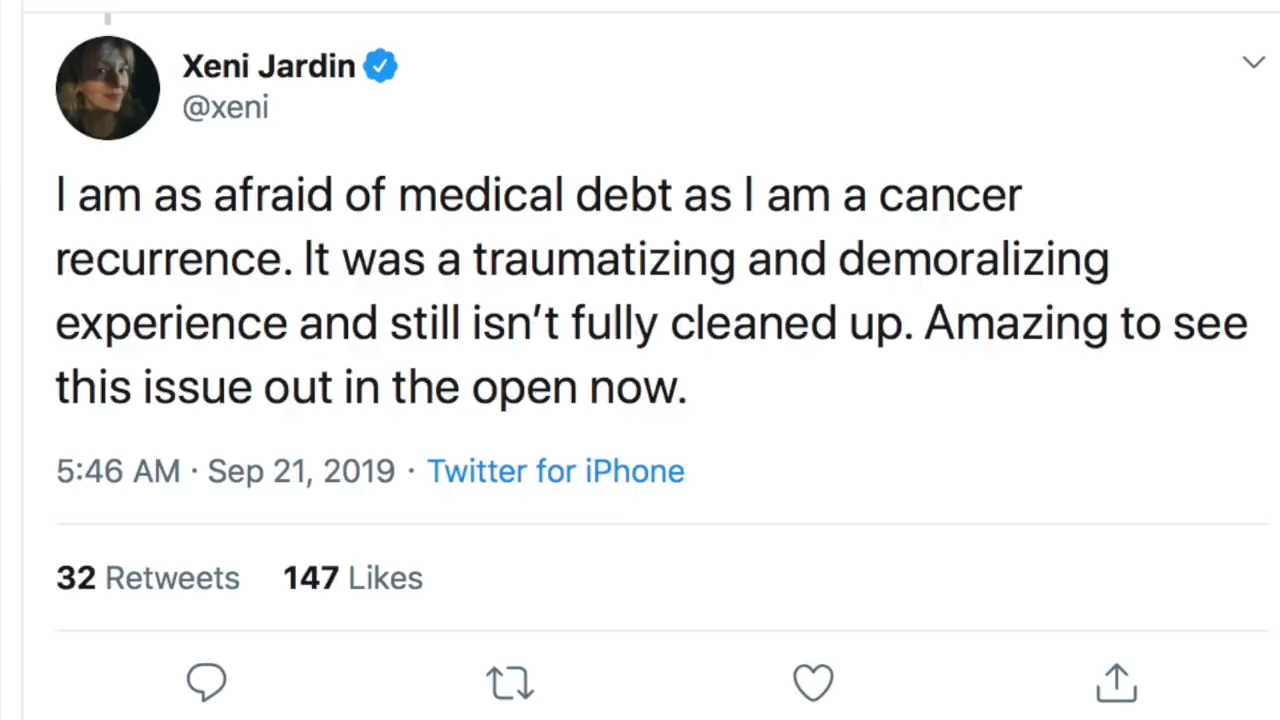 Xeni Jardin
@xeni
I am as afraid of medical debt as I am a cancer
recurrence. It was a traumatizing and demoralizing
experience and still isn’t fully cleaned up. Amazing to see
this issue out in the open now.
5:46 AM · Sep 21, 2019 · Twitter for iPhone
32 Retweets 147 Likes